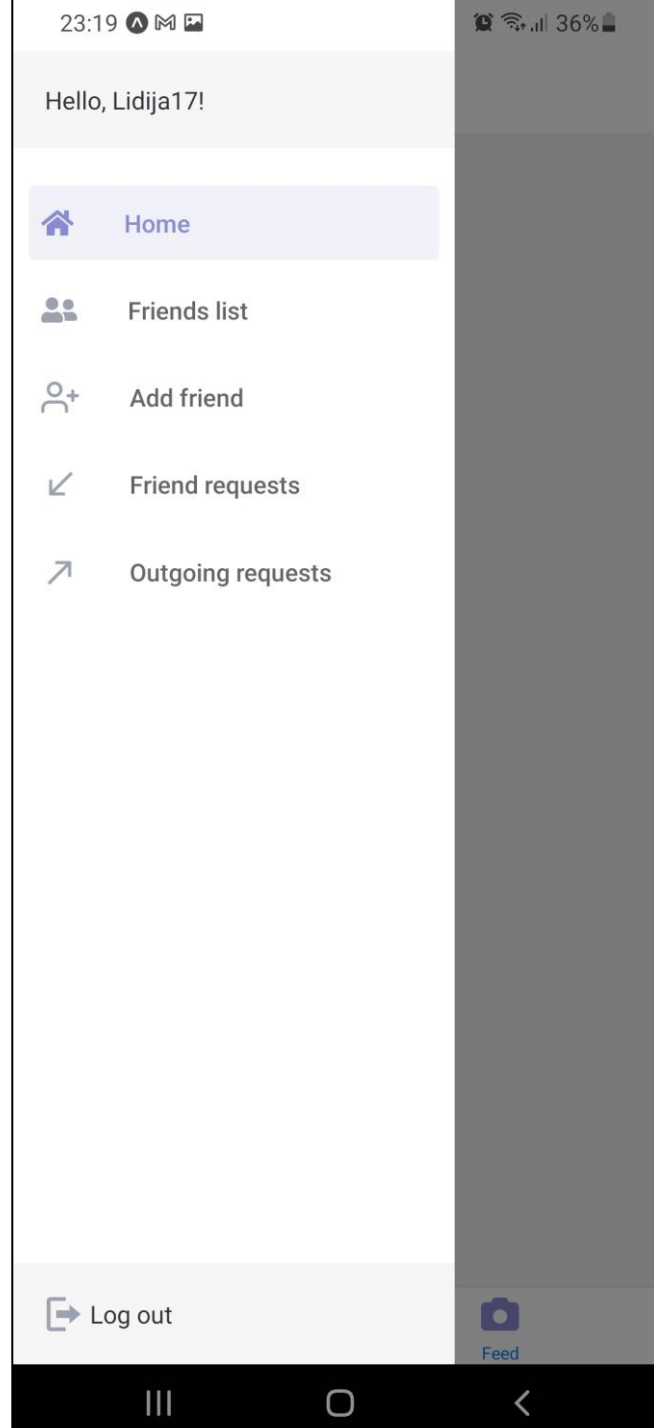 23:19 36%
Hello, Lidija17!
Home
Friends list
Add friend
Friend requests
Outgoing requests
Log out
Feed